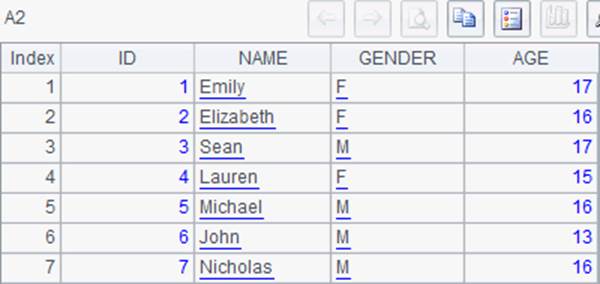 A2
Index ID NAME GENDER AGE
1 1 Emily F 17
2 2 Elizabeth F 16
3 3 Sean M 17
4 4 Lauren F 15
5 5 Michael M 16
6 6 John M 13
7 7 Nicholas M 16